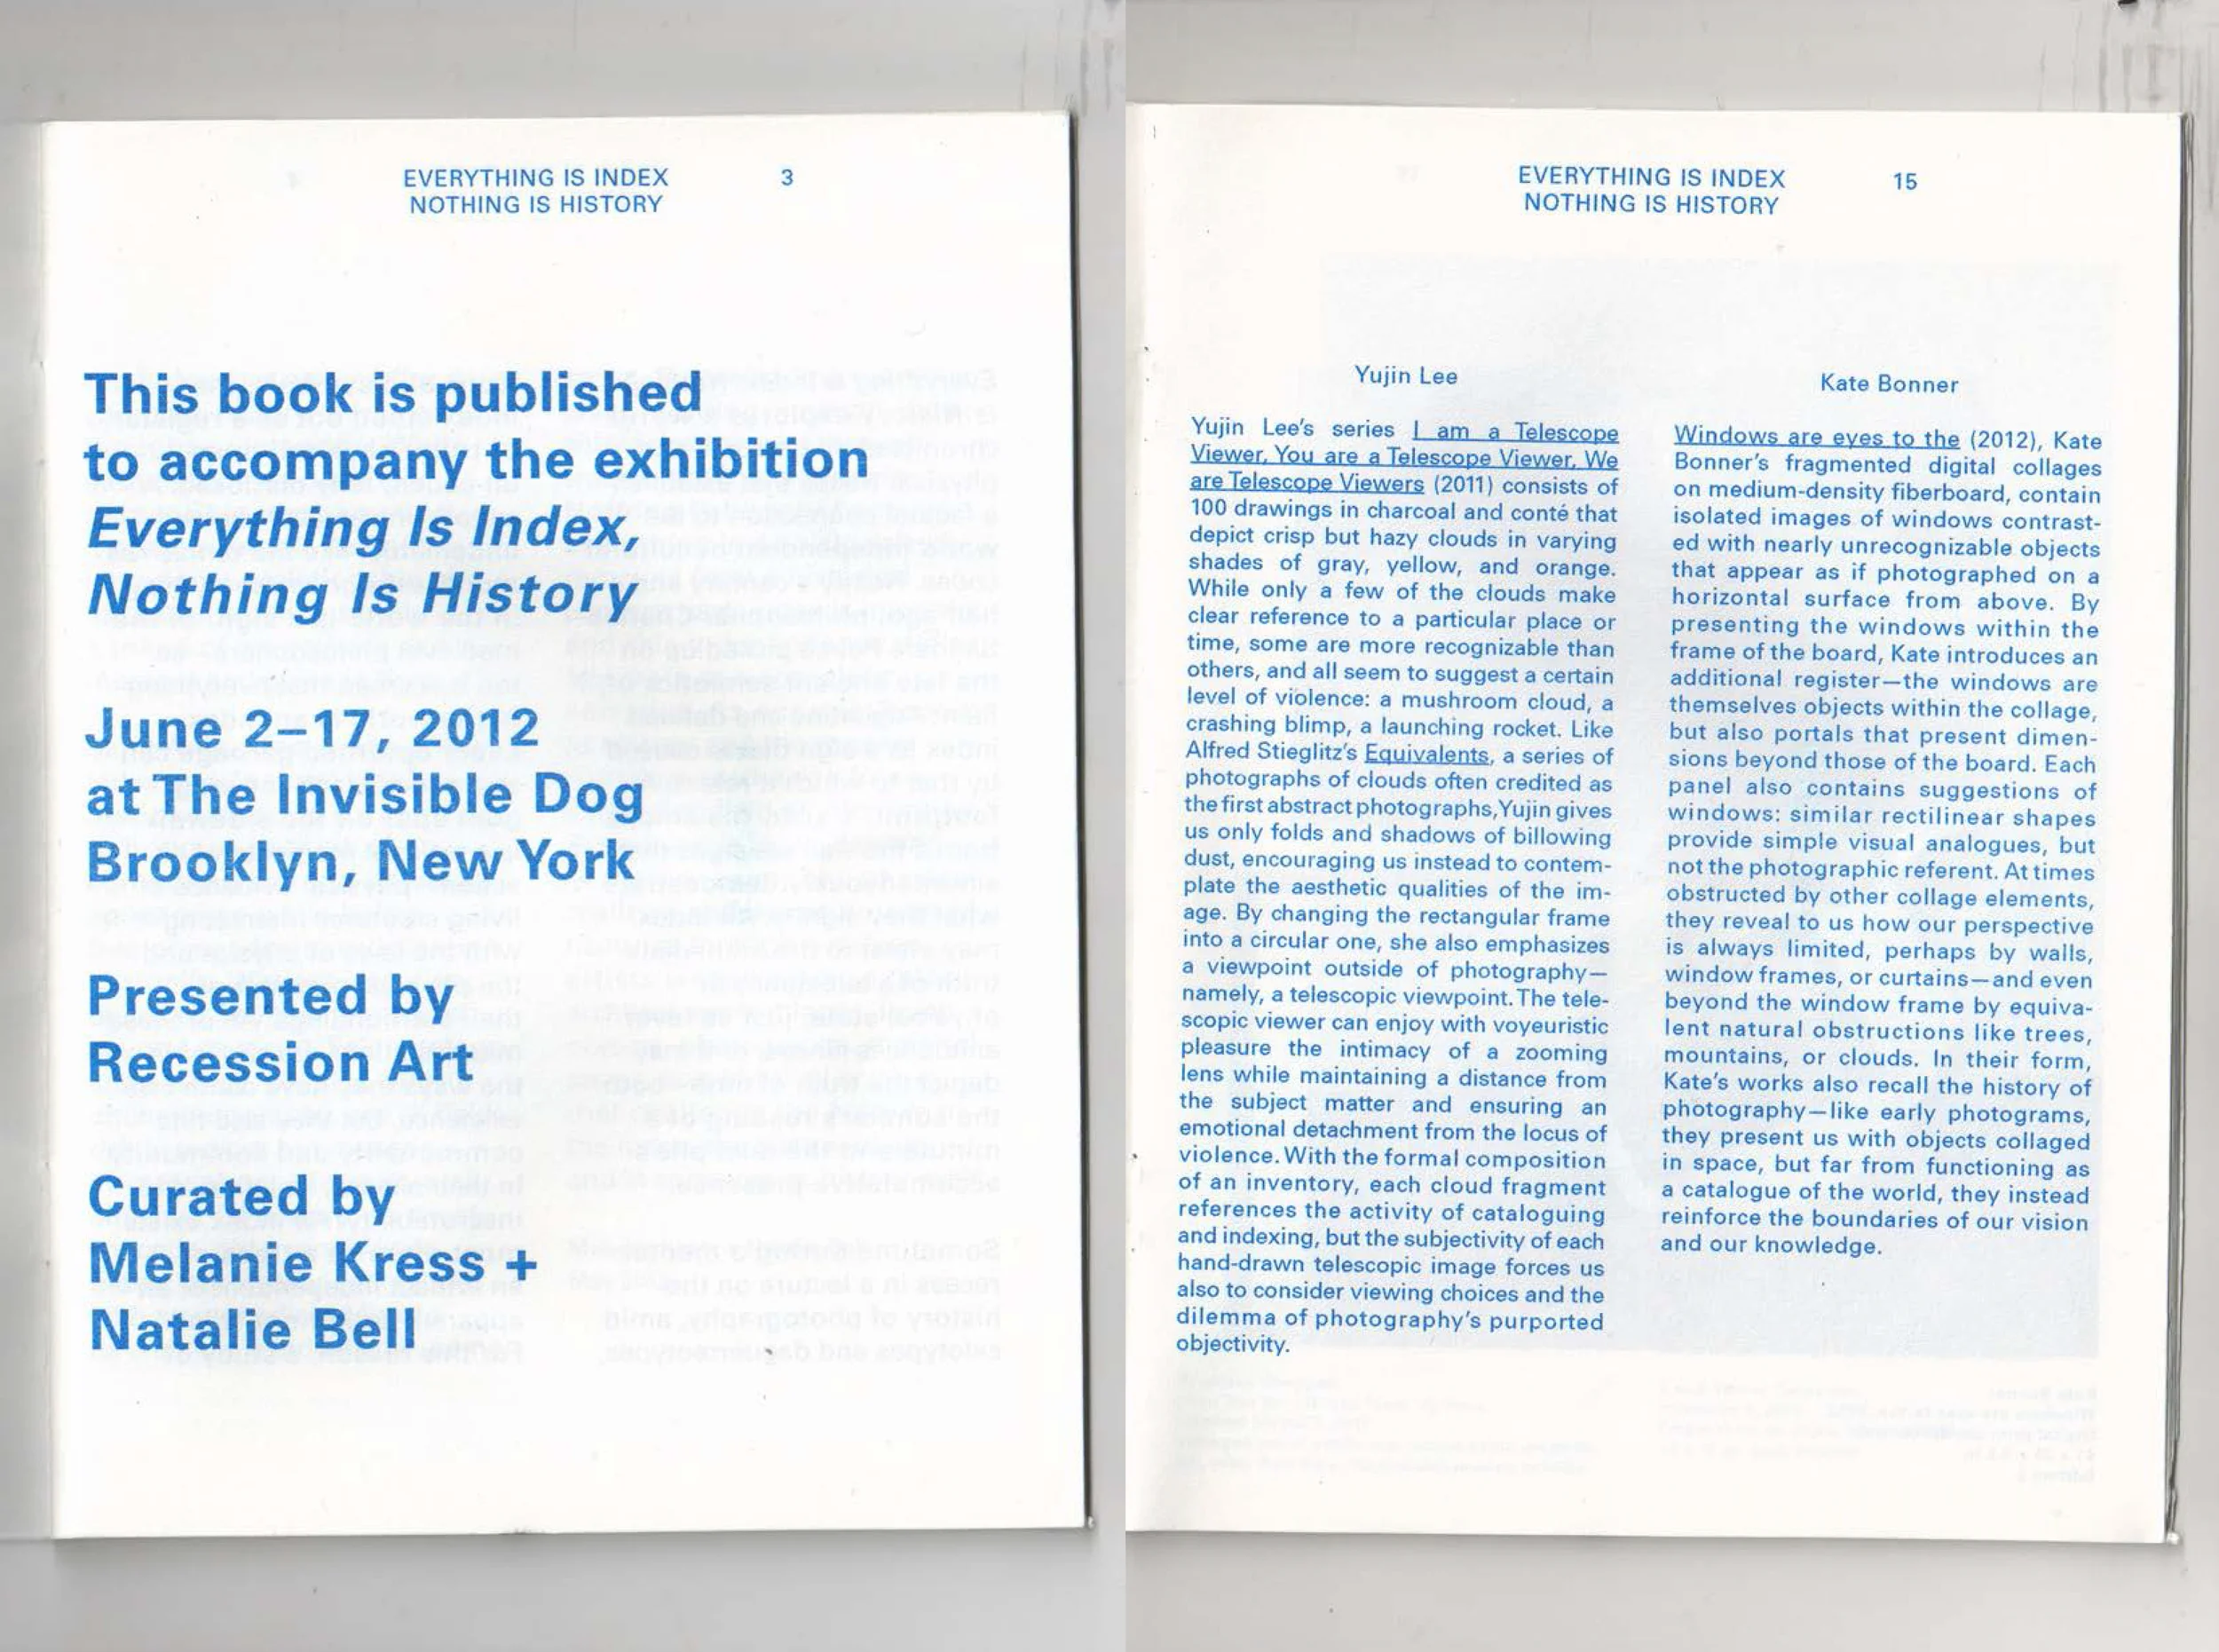 EVERYTHING IS INDEX
NOTHING IS HISTORY
3
This book is published
to accompany the exhibition
Everything Is Index,
Nothing Is History
June 2–17, 2012
at The Invisible Dog
Brooklyn, New York
Presented by
Recession Art
Curated by
Melanie Kress +
Natalie Bell
EVERYTHING IS INDEX
NOTHING IS HISTORY
15
Yujin Lee
Yujin Lee's series I am a Telescope
Viewer, You are a Telescope Viewer, We
are Telescope Viewers (2011) consists of
100 drawings in charcoal and conté that
depict crisp but hazy clouds in varying
shades of gray, yellow, and orange.
While only a few of the clouds make
clear reference to a particular place or
time, some are more recognizable than
others, and all seem to suggest a certain
level of violence: a mushroom cloud, a
crashing blimp, a launching rocket. Like
Alfred Stieglitz's Equivalents, a series of
photographs of clouds often credited as
the first abstract photographs, Yujin gives
us only folds and shadows of billowing
dust, encouraging us instead to contem-
plate the aesthetic qualities of the im-
age. By changing the rectangular frame
into a circular one, she also emphasizes
a viewpoint outside of photography—
namely, a telescopic viewpoint. The tele-
scopic viewer can enjoy with voyeuristic
pleasure the intimacy of a zooming
lens while maintaining a distance from
the subject matter and ensuring an
emotional detachment from the locus of
violence. With the formal composition
of an inventory, each cloud fragment
references the activity of cataloguing
and indexing, but the subjectivity of each
hand-drawn telescopic image forces us
also to consider viewing choices and the
dilemma of photography's purported
objectivity.
Kate Bonner
Windows are eyes to the (2012), Kate
Bonner's fragmented digital collages
on medium-density fiberboard, contain
isolated images of windows contrast-
ed with nearly unrecognizable objects
that appear as if photographed on a
horizontal surface from above. By
presenting the windows within the
frame of the board, Kate introduces an
additional register—the windows are
themselves objects within the collage,
but also portals that present dimen-
sions beyond those of the board. Each
panel also contains suggestions of
windows: similar rectilinear shapes
provide simple visual analogues, but
not the photographic referent. At times
obstructed by other collage elements,
they reveal to us how our perspective
is always limited, perhaps by walls,
window frames, or curtains—and even
beyond the window frame by equiva-
lent natural obstructions like trees,
mountains, or clouds. In their form,
Kate's works also recall the history of
photography—like early photograms,
they present us with objects collaged
in space, but far from functioning as
a catalogue of the world, they instead
reinforce the boundaries of our vision
and our knowledge.